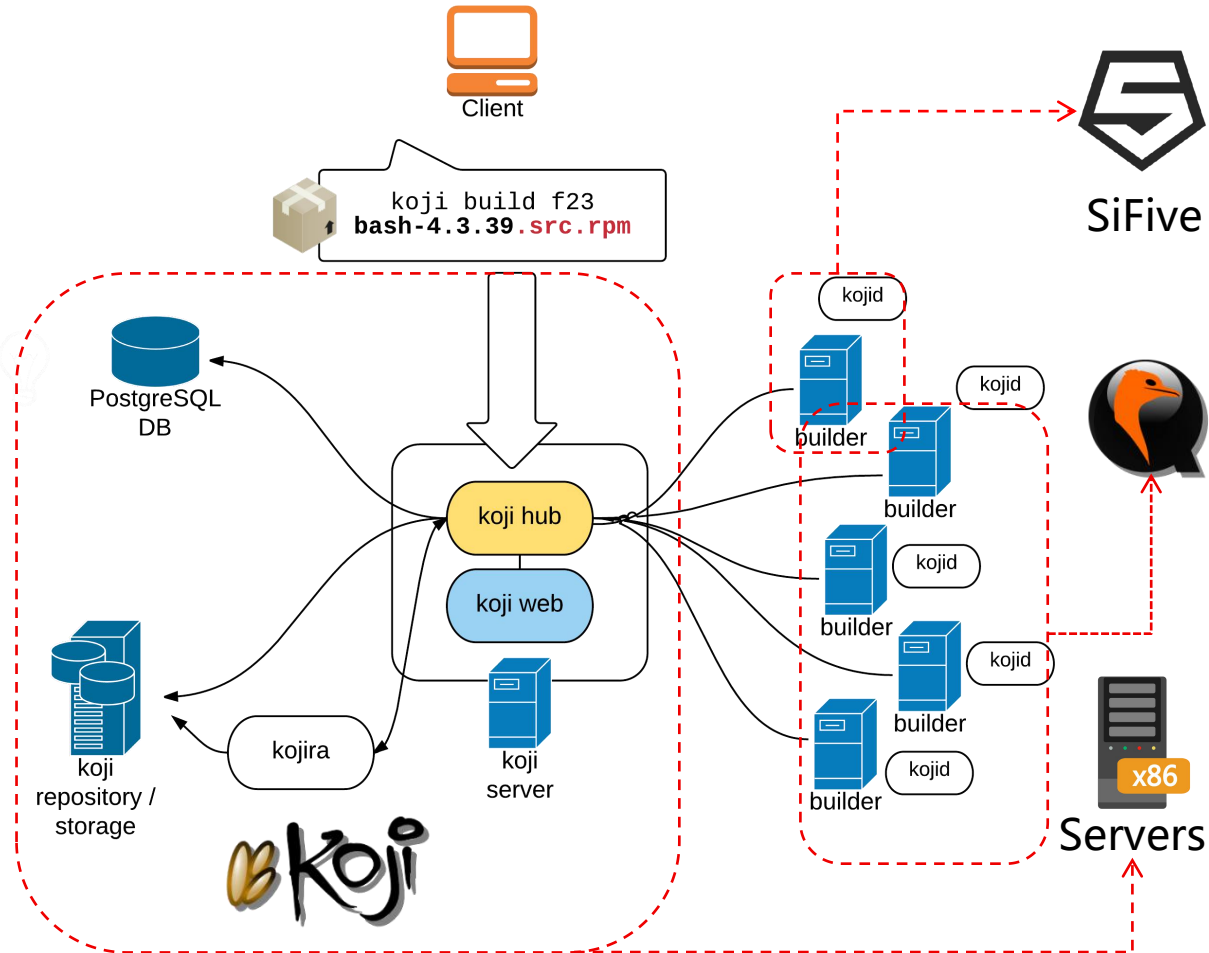 Client
koji build f23
bash-4.3.39.src.rpm
SiFive
kojid
PostgreSQL
DB
builder
kojid
builder
koji hub
kojid
koji web
builder
kojid
builder
koji
repository /
storage
kojira
koji
server
kojid
builder
x86
Servers
Koji